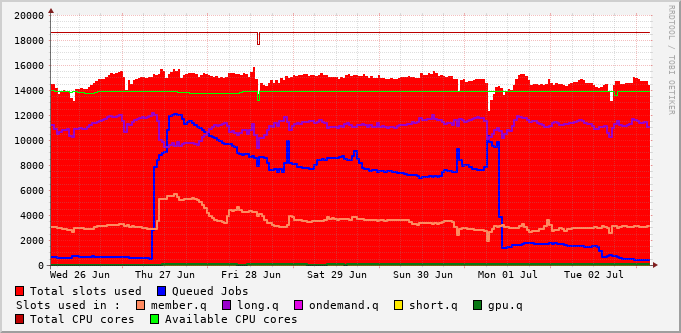 20000
18000
16000
14000
12000
10000
8000
6000
4000
2000
0
Wed 26 Jun Thu 27 Jun Fri 28 Jun Sat 29 Jun Sun 30 Jun Mon 01 Jul Tue 02 Jul
Total slots used Queued Jobs
Slots used in : member.q long.q ondemand.q short.q gpu.q
Total CPU cores Available CPU cores
RRDTOOL / TOBI OETIKER